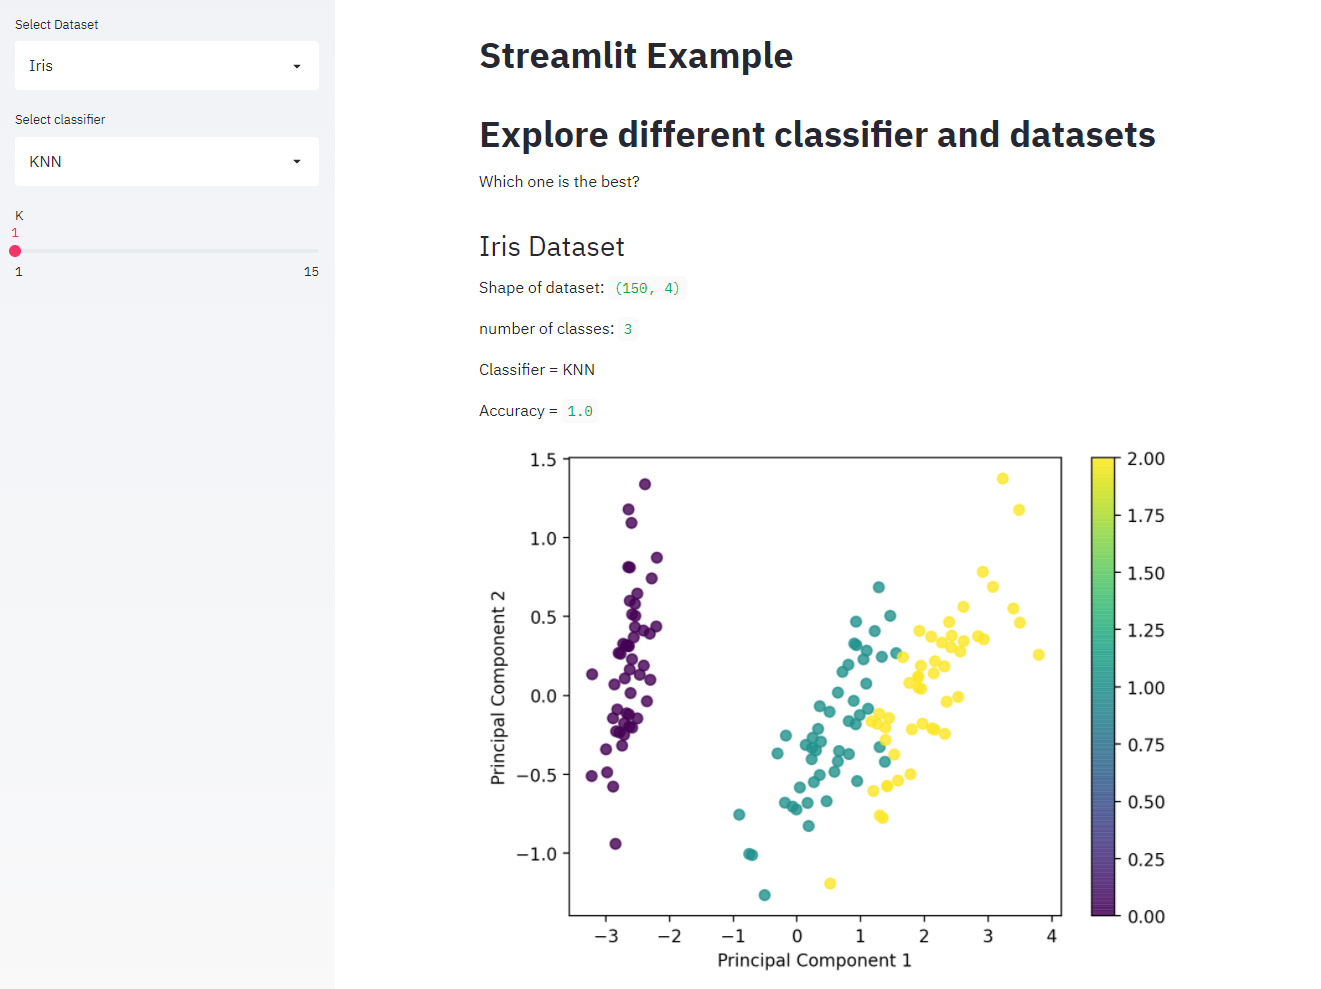 Select Dataset
Iris
Select classifier
KNN
K
1
1 15
Streamlit Example
Explore different classifier and datasets
Which one is the best?
Iris Dataset
Shape of dataset: (150, 4)
number of classes: 3
Classifier = KNN
Accuracy = 1.0
1.5
1.0
0.5
0.0
−0.5
−1.0
Principal Component 2
−3 −2 −1 0 1 2 3 4
Principal Component 1
2.00
1.75
1.50
1.25
1.00
0.75
0.50
0.25
0.00